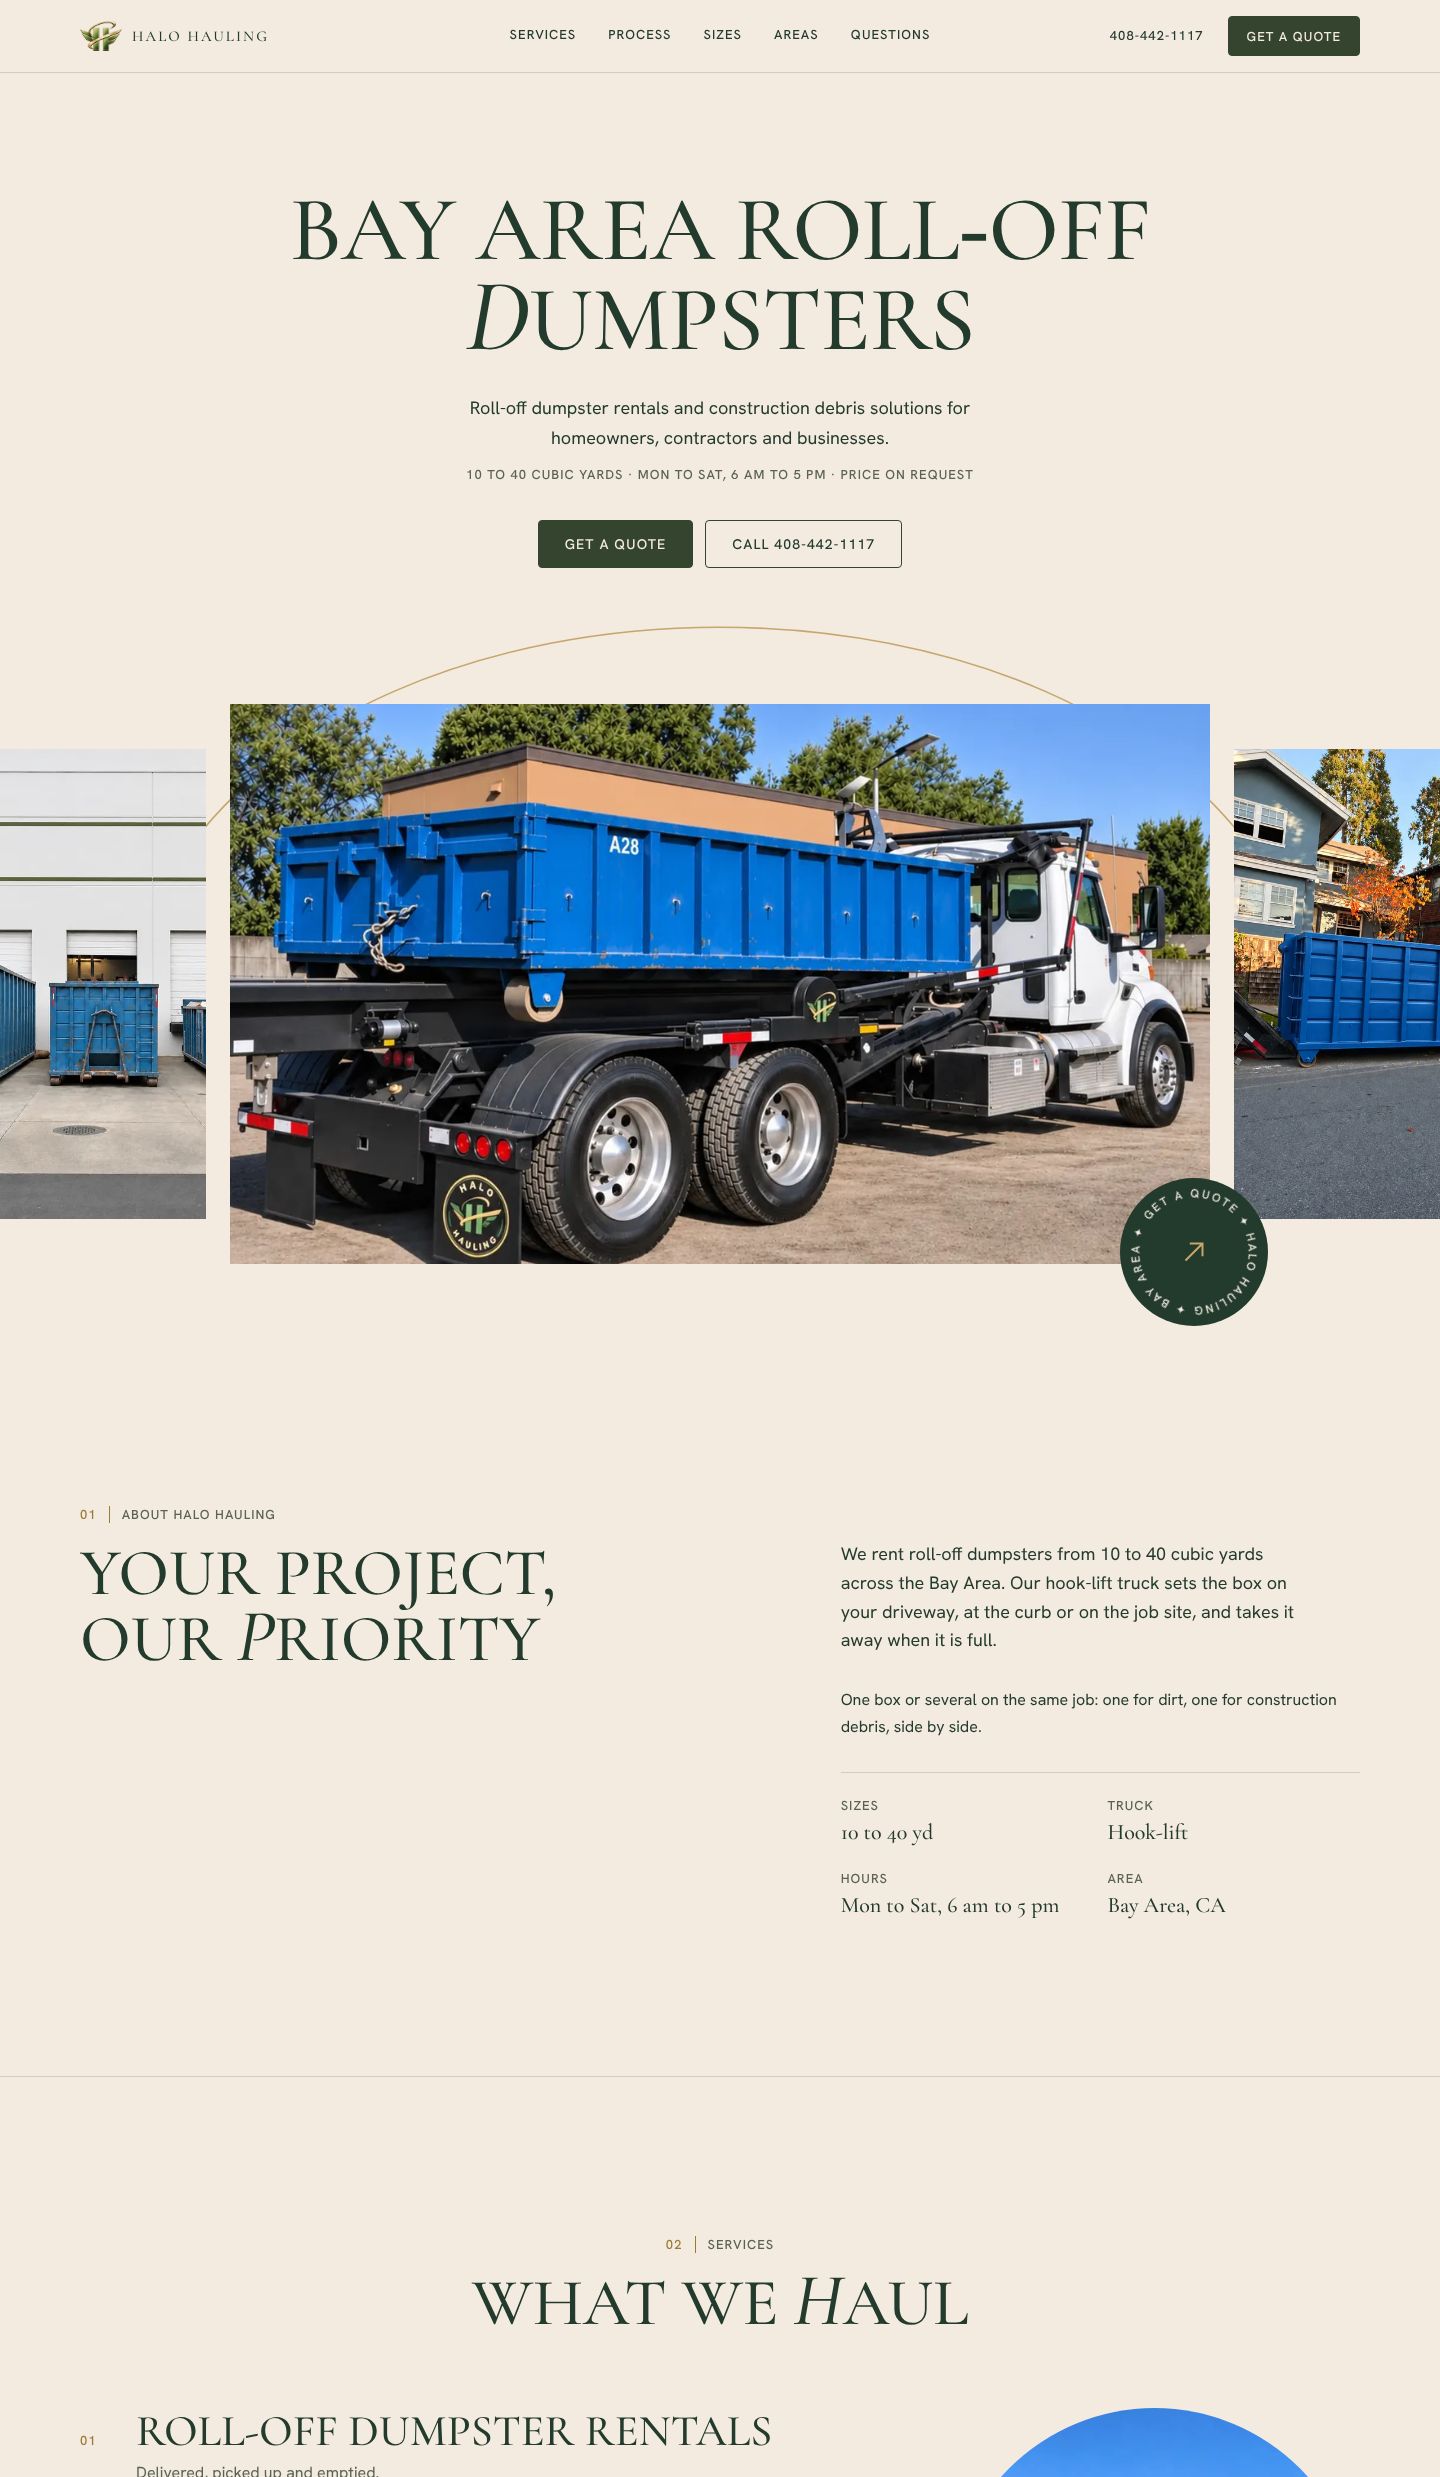 HALO HAULING
SERVICES PROCESS SIZES AREAS QUESTIONS
408-442-1117
GET A QUOTE
BAY AREA ROLL-OFF
DUMPSTERS
Roll-off dumpster rentals and construction debris solutions for
homeowners, contractors and businesses.
10 TO 40 CUBIC YARDS · MON TO SAT, 6 AM TO 5 PM · PRICE ON REQUEST
GET A QUOTE
CALL 408-442-1117
A28
HALO
HAULING
GET A QUOTE ✦ HALO HAULING ✦ BAY AREA ✦
01 | ABOUT HALO HAULING
YOUR PROJECT,
OUR PRIORITY
We rent roll-off dumpsters from 10 to 40 cubic yards
across the Bay Area. Our hook-lift truck sets the box on
your driveway, at the curb or on the job site, and takes it
away when it is full.
One box or several on the same job: one for dirt, one for construction
debris, side by side.
SIZES
10 to 40 yd
TRUCK
Hook-lift
HOURS
Mon to Sat, 6 am to 5 pm
AREA
Bay Area, CA
02 | SERVICES
WHAT WE HAUL
01
ROLL-OFF DUMPSTER RENTALS
Delivered, picked up and emptied.